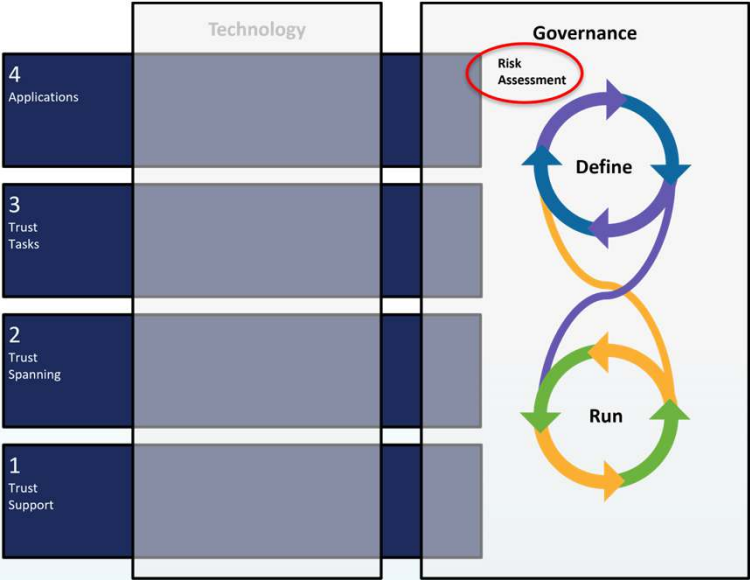 Technology
Governance
4
Applications
Risk
Assessment
Define
3
Trust
Tasks
2
Trust
Spanning
Run
1
Trust
Support